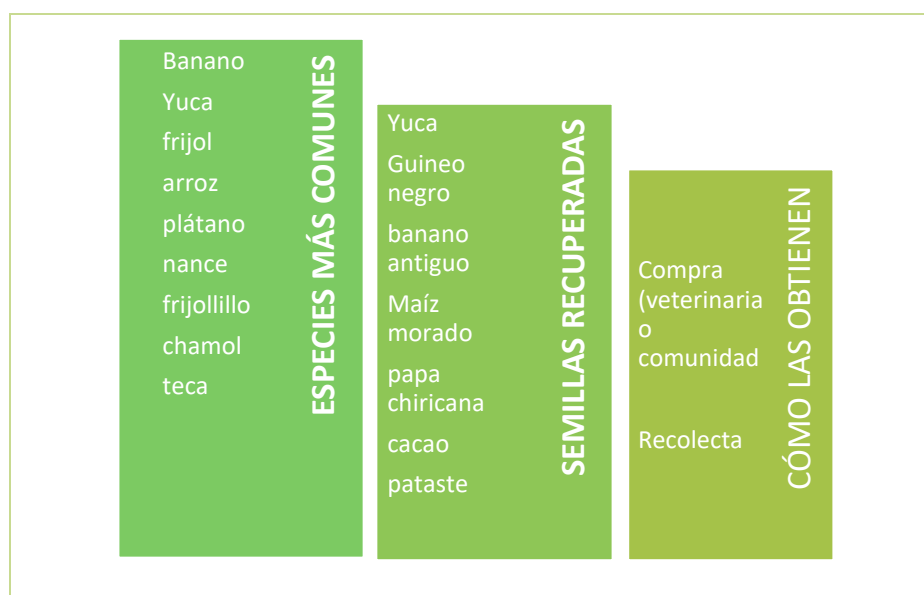 Banano
Yuca
frijol
arroz
plátano
nance
frijollillo
chamol
teca
ESPECIES MÁS COMUNES
Yuca
Guineo
negro
banano
antiguo
Maíz
morado
papa
chiricana
cacao
pataste
SEMILLAS RECUPERADAS
Compra
(veterinaria
o
comunidad
Recolecta
CÓMO LAS OBTIENEN